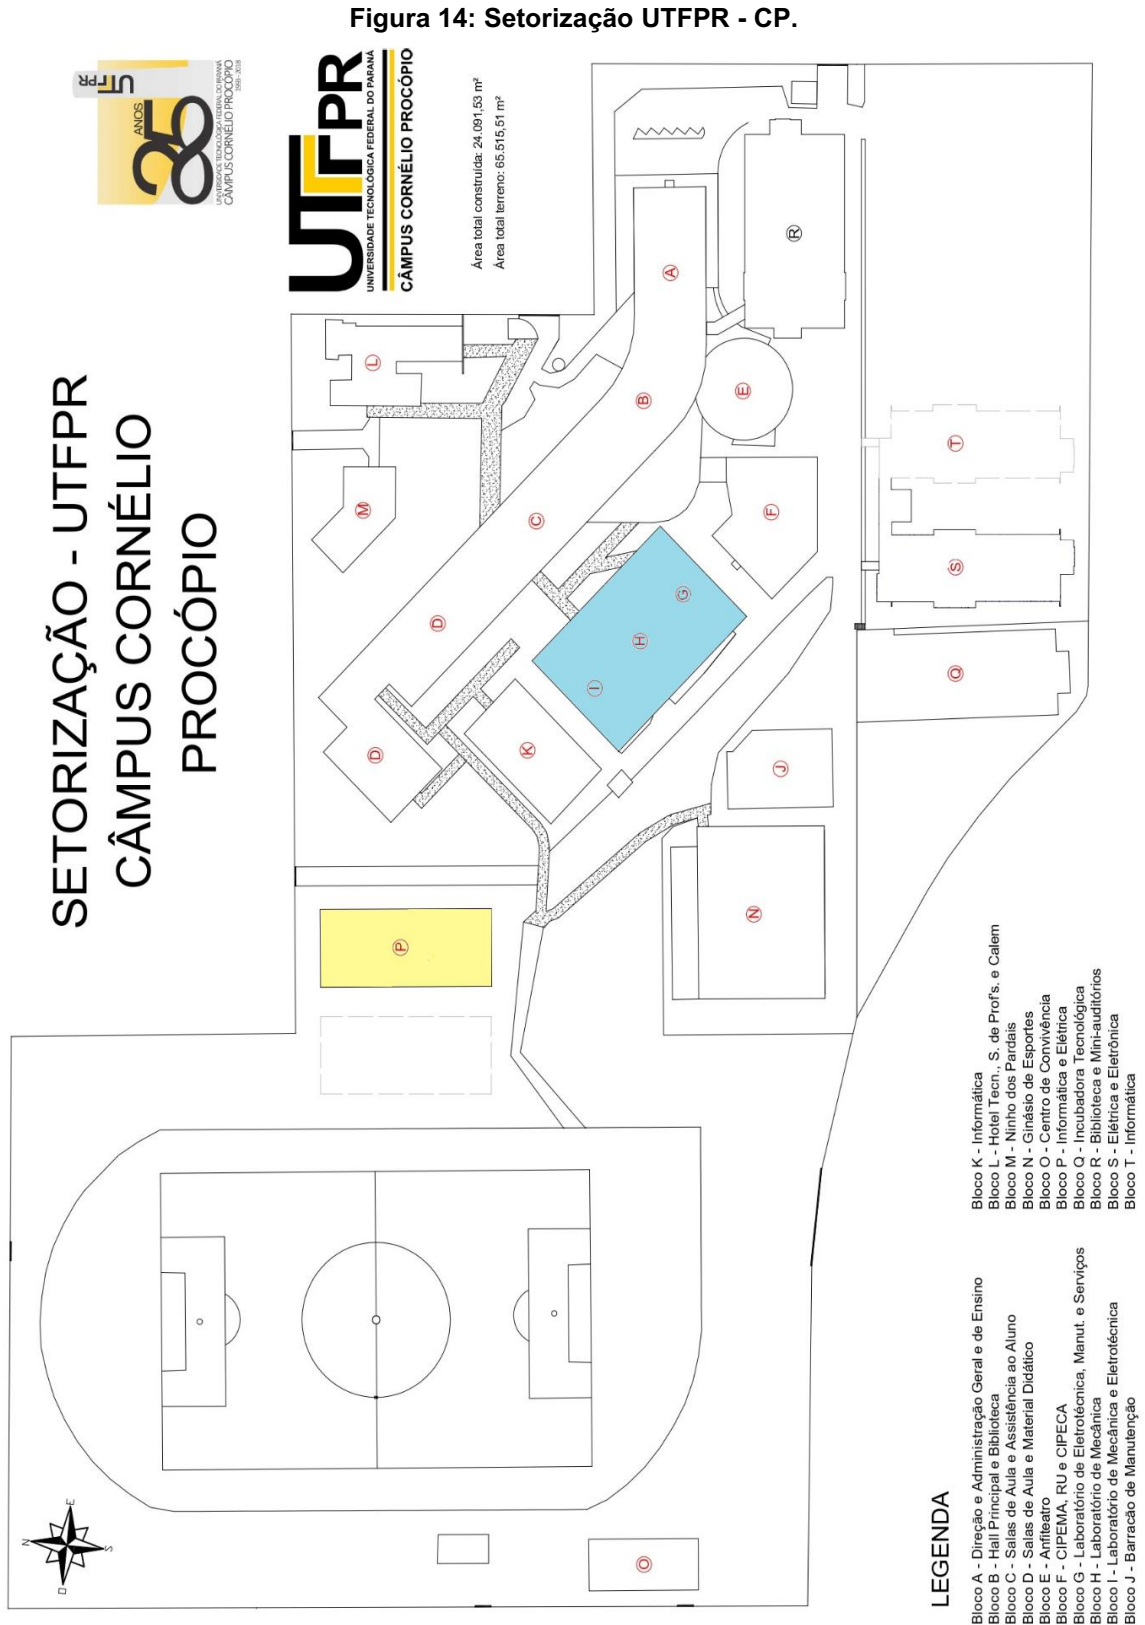 Figura 14: Setorização UTFPR - CP.
SETORIZAÇÃO - UTFPR
CÂMPUS CORNÉLIO
PROCÓPIO
UTFPR
ANOS
85
UNIVERSIDADE TECNOLÓGICA FEDERAL DO PARANÁ
CÂMPUS CORNÉLIO PROCÓPIO
UTFPR
UNIVERSIDADE TECNOLÓGICA FEDERAL DO PARANÁ
CÂMPUS CORNÉLIO PROCÓPIO
Área total construída: 24.091,53 m²
Área total terreno: 65.515,51 m²
L
M
A
B
R
E
C
F
T
S
D
G
H
I
D
K
Q
J
N
P
O
N
E
S
O
LEGENDA
Bloco A - Direção e Administração Geral e de Ensino
Bloco B - Hall Principal e Biblioteca
Bloco C - Salas de Aula e Assistência ao Aluno
Bloco D - Salas de Aula e Material Didático
Bloco E - Anfiteatro
Bloco F - CIPEMA, RU e CIPECA
Bloco G - Laboratório de Eletrotécnica, Manut. e Serviços
Bloco H - Laboratório de Mecânica
Bloco I - Laboratório de Mecânica e Eletrotécnica
Bloco J - Barracão de Manutenção
Bloco K - Informática
Bloco L - Hotel Tecn., S. de Prof's. e Calem
Bloco M - Ninho dos Pardais
Bloco N - Ginásio de Esportes
Bloco O - Centro de Convivência
Bloco P - Informática e Elétrica
Bloco Q - Incubadora Tecnológica
Bloco R - Biblioteca e Mini-auditórios
Bloco S - Elétrica e Eletrônica
Bloco T - Informática